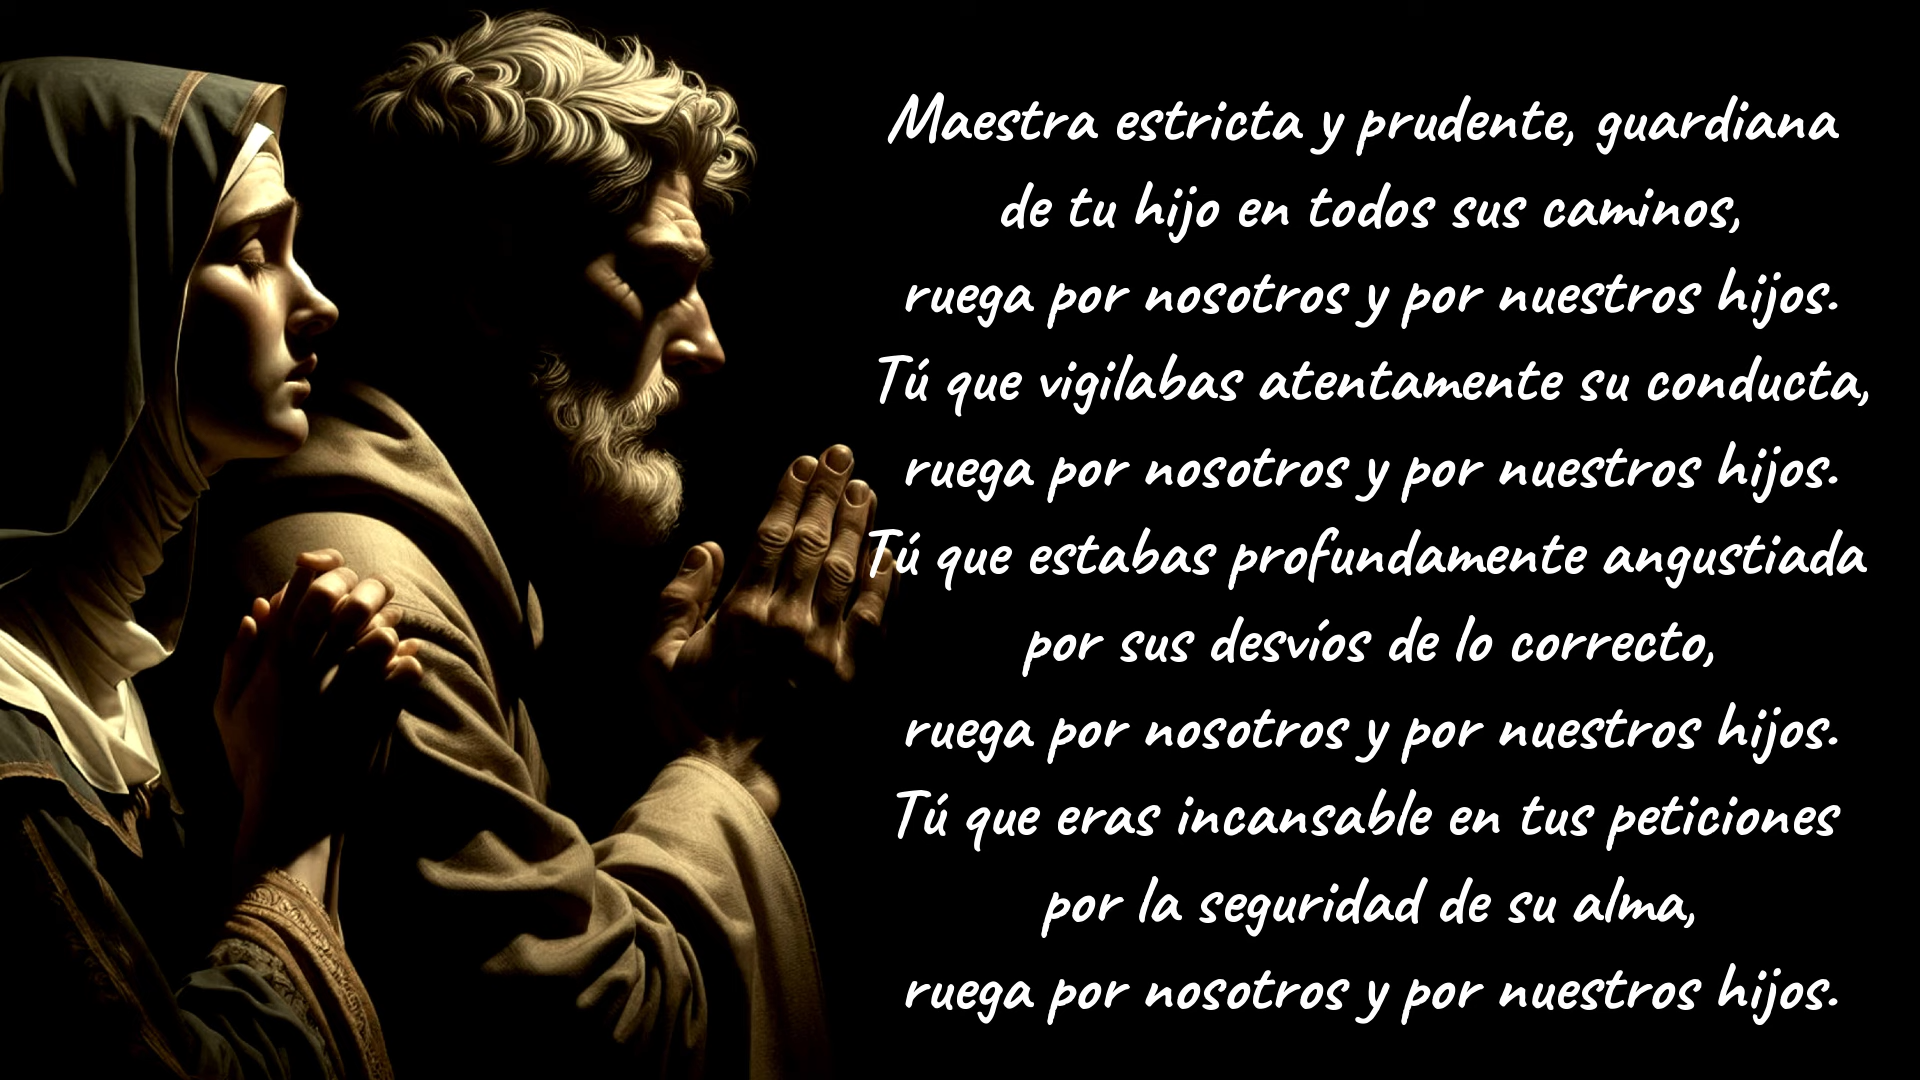 Maestra estricta y prudente, guardiana
de tu hijo en todos sus caminos,
ruega por nosotros y por nuestros hijos.
Tú que vigilabas atentamente su conducta,
ruega por nosotros y por nuestros hijos.
Tú que estabas profundamente angustiada
por sus desvíos de lo correcto,
ruega por nosotros y por nuestros hijos.
Tú que eras incansable en tus peticiones
por la seguridad de su alma,
ruega por nosotros y por nuestros hijos.